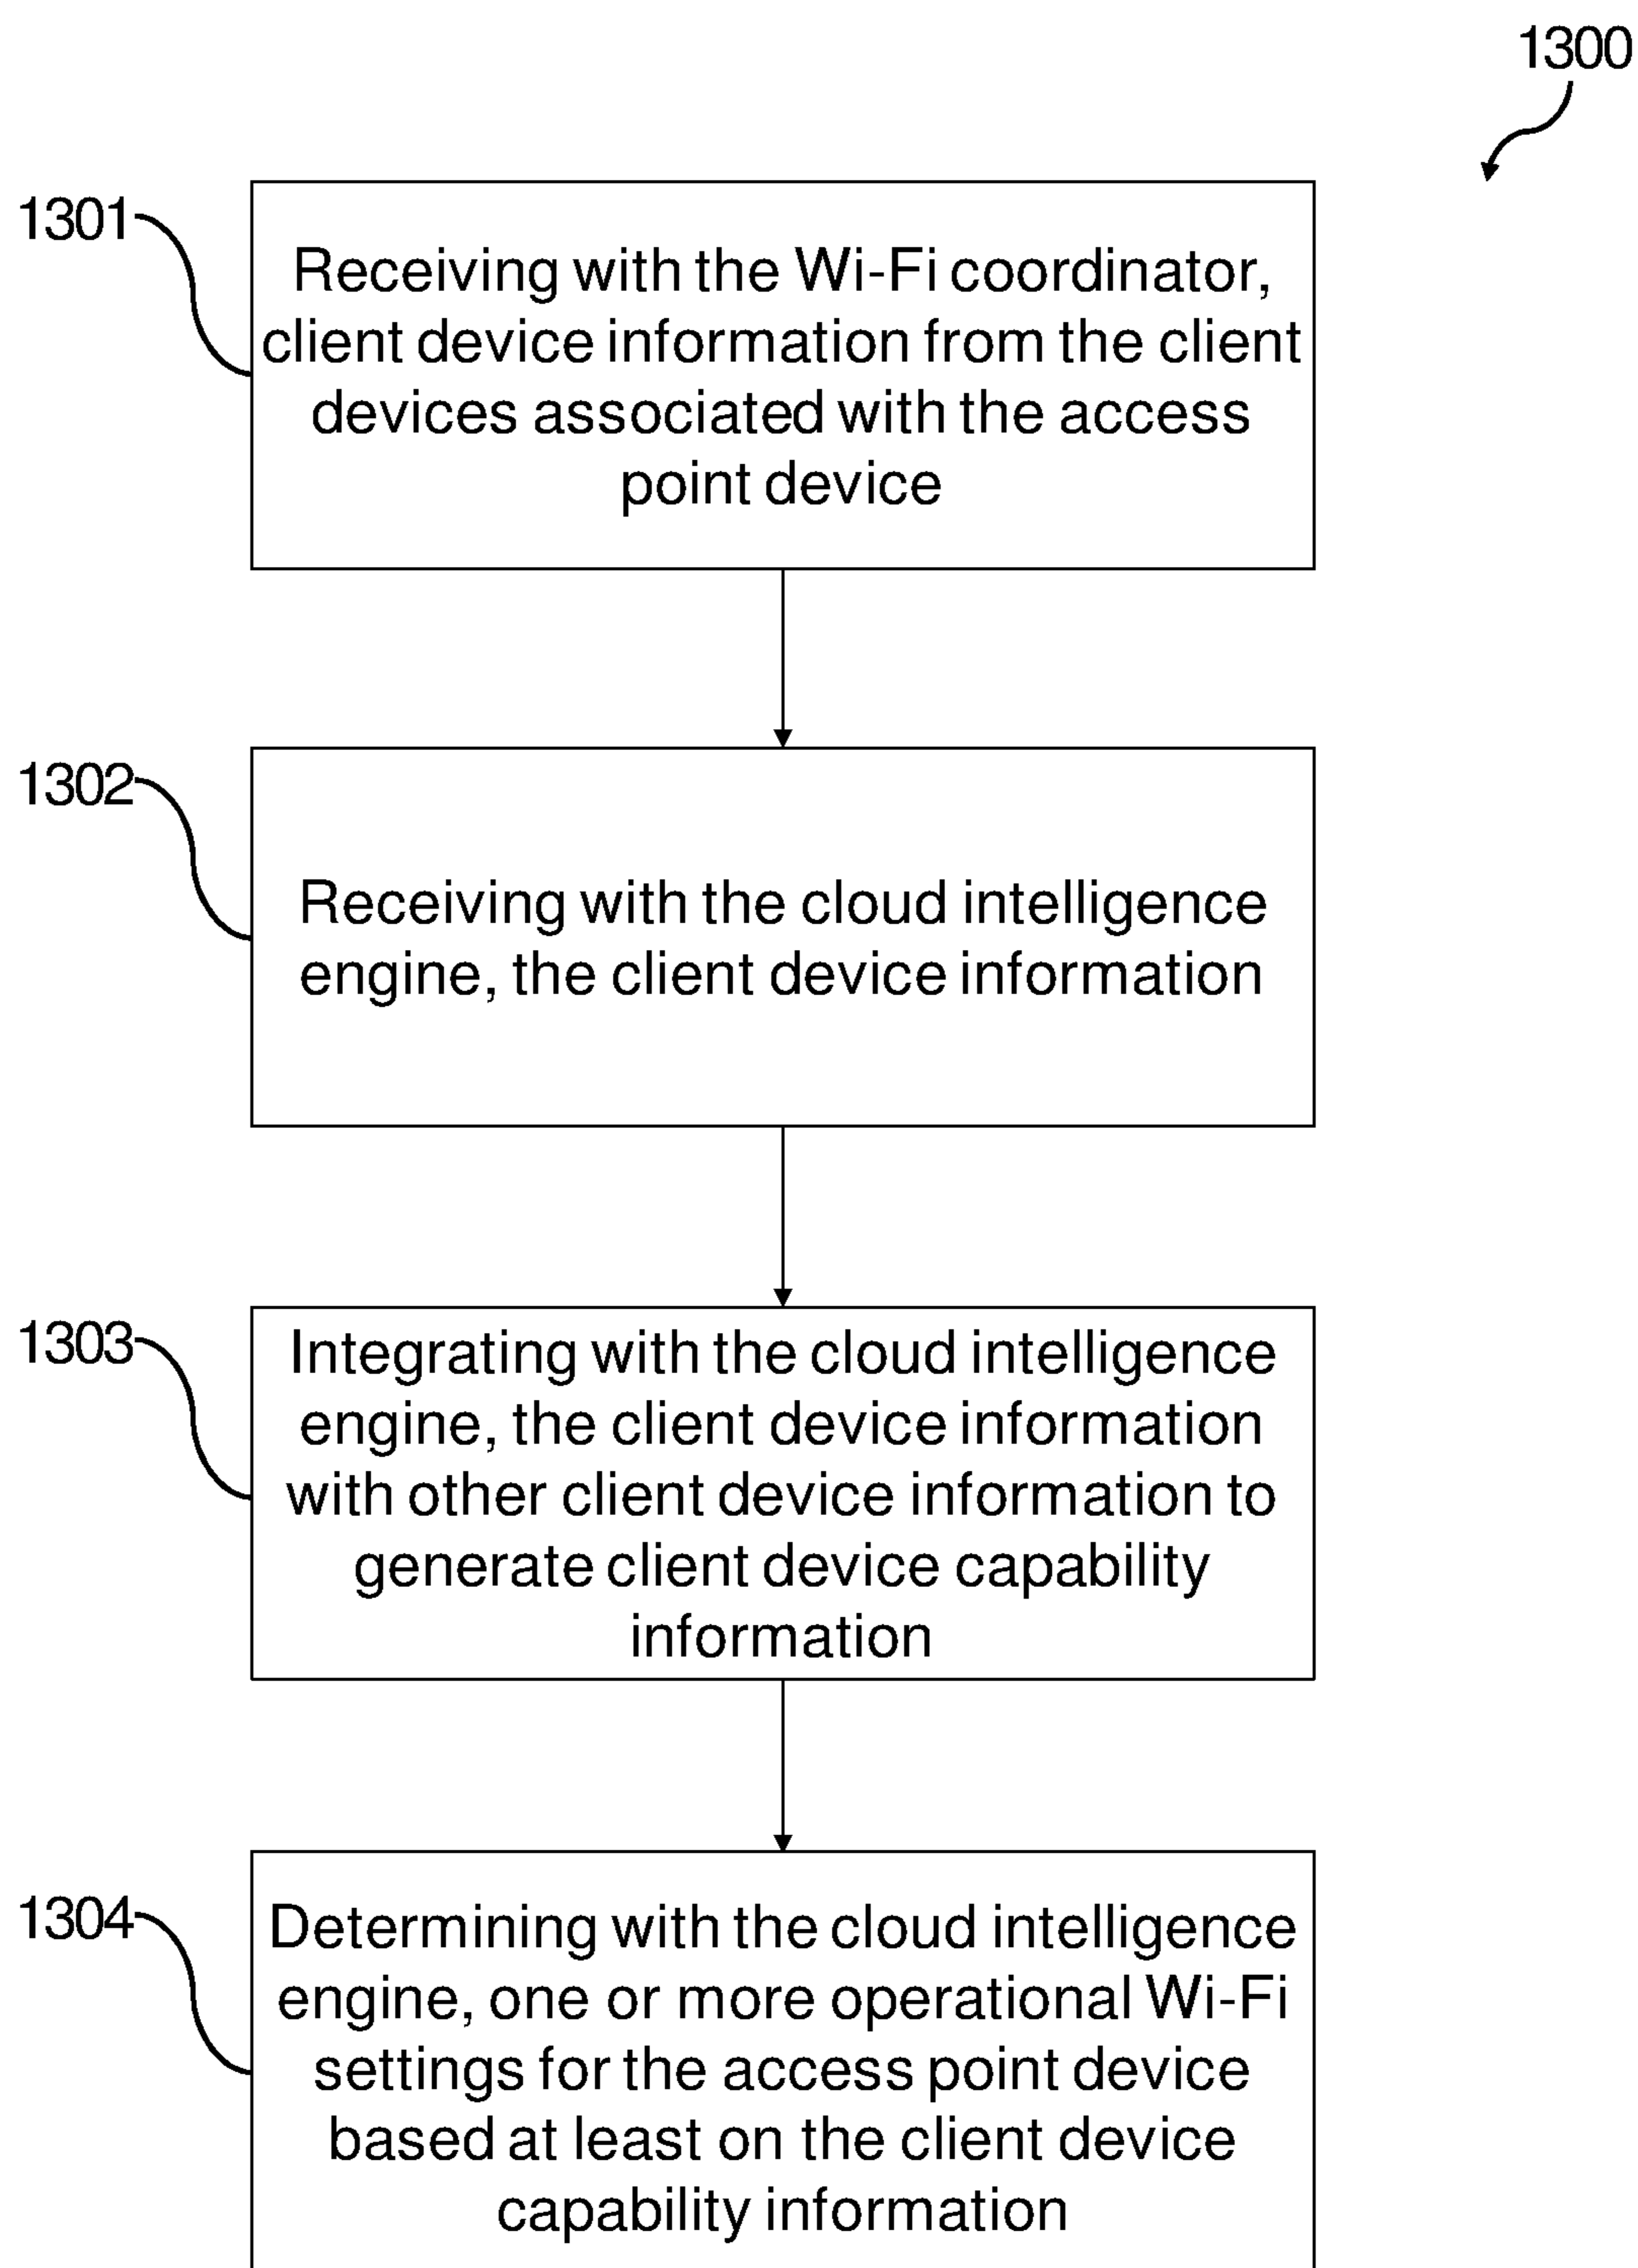 1300
1301
Receiving with the Wi-Fi coordinator,
client device information from the client
devices associated with the access
point device
1302
Receiving with the cloud intelligence
engine, the client device information
1303
Integrating with the cloud intelligence
engine, the client device information
with other client device information to
generate client device capability
information
1304
Determining with the cloud intelligence
engine, one or more operational Wi-Fi
settings for the access point device
based at least on the client device
capability information